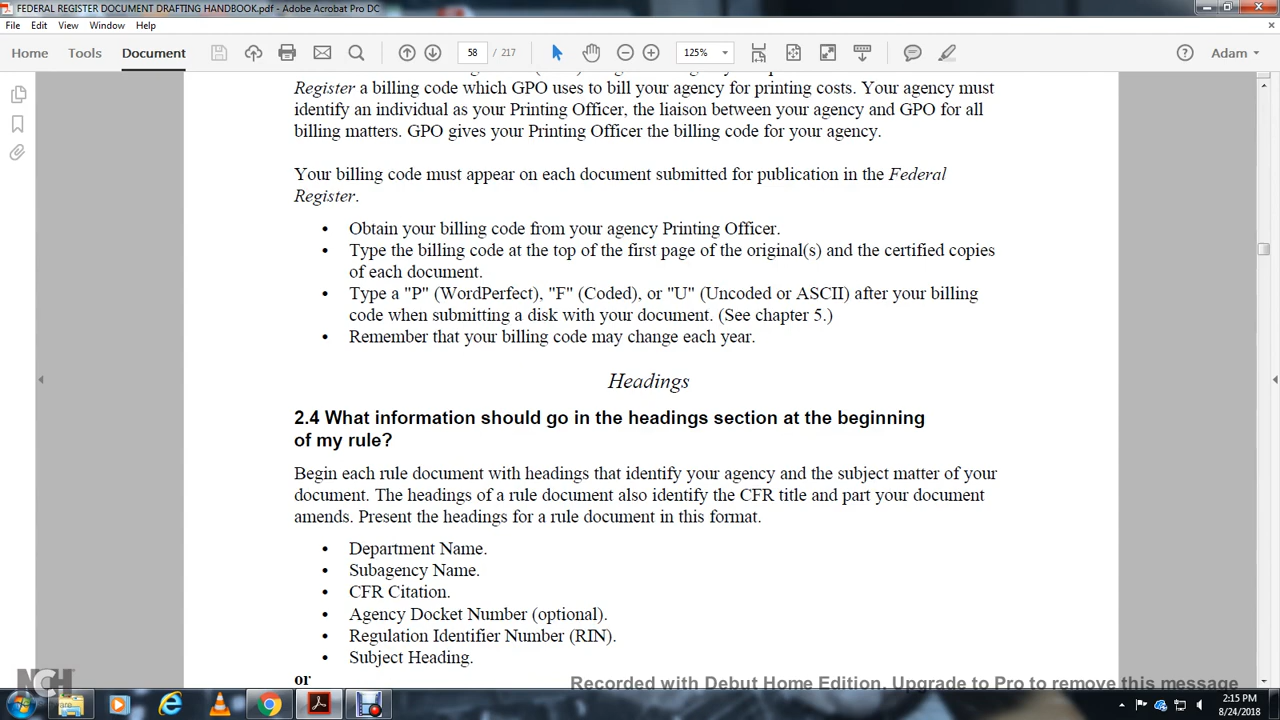 FEDERAL REGISTER DOCUMENT DRAFTING HANDBOOK.pdf - Adobe Acrobat Pro DC
File Edit View Window Help
Home Tools Document 58 / 217 125% Adam
Register a billing code which GPO uses to bill your agency for printing costs. Your agency must
identify an individual as your Printing Officer, the liaison between your agency and GPO for all
billing matters. GPO gives your Printing Officer the billing code for your agency.
Your billing code must appear on each document submitted for publication in the Federal
Register.
• Obtain your billing code from your agency Printing Officer.
• Type the billing code at the top of the first page of the original(s) and the certified copies
of each document.
• Type a "P" (WordPerfect), "F" (Coded), or "U" (Uncoded or ASCII) after your billing
code when submitting a disk with your document. (See chapter 5.)
• Remember that your billing code may change each year.
Headings
2.4 What information should go in the headings section at the beginning
of my rule?
Begin each rule document with headings that identify your agency and the subject matter of your
document. The headings of a rule document also identify the CFR title and part your document
amends. Present the headings for a rule document in this format.
• Department Name.
• Subagency Name.
• CFR Citation.
• Agency Docket Number (optional).
• Regulation Identifier Number (RIN).
• Subject Heading.
or
NCH
Recorded with Debut Home Edition. Upgrade to Pro to remove this message
2:15 PM
8/24/2018